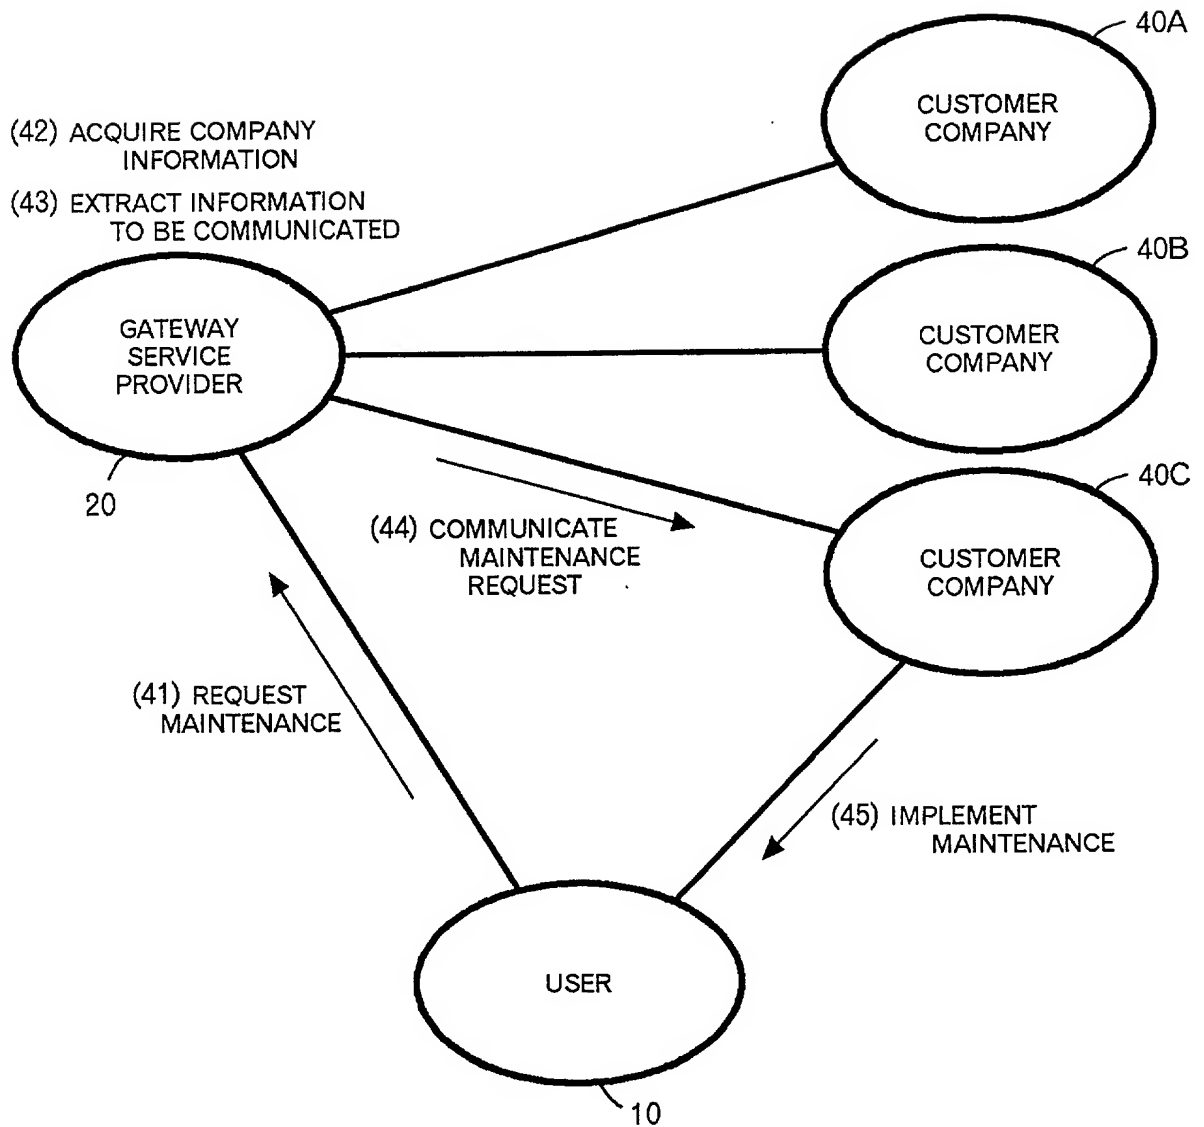 40A
CUSTOMER
COMPANY
(42) ACQUIRE COMPANY
INFORMATION
(43) EXTRACT INFORMATION
TO BE COMMUNICATED
40B
GATEWAY
SERVICE
PROVIDER
CUSTOMER
COMPANY
20
40C
(44) COMMUNICATE
MAINTENANCE
REQUEST
CUSTOMER
COMPANY
(41) REQUEST
MAINTENANCE
(45) IMPLEMENT
MAINTENANCE
USER
10